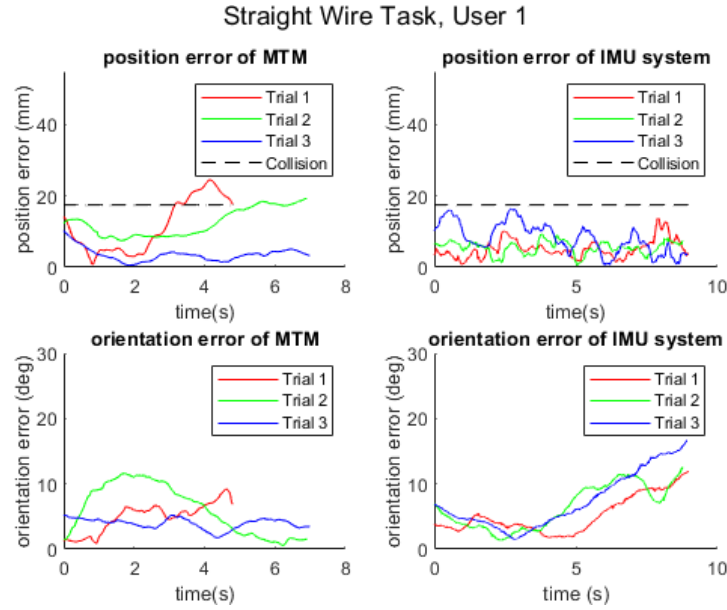 Straight Wire Task, User 1
position error of MTM
position error (mm)
40
20
0
Trial 1
Trial 2
Trial 3
Collision
0 2 4 6 8
time(s)
position error of IMU system
position error (mm)
40
20
0
Trial 1
Trial 2
Trial 3
Collision
0 5 10
time(s)
orientation error of MTM
orientation error (deg)
30
20
10
0
Trial 1
Trial 2
Trial 3
0 2 4 6 8
time(s)
orientation error of IMU system
orientation error (deg)
30
20
10
0
Trial 1
Trial 2
Trial 3
0 5 10
time (s)